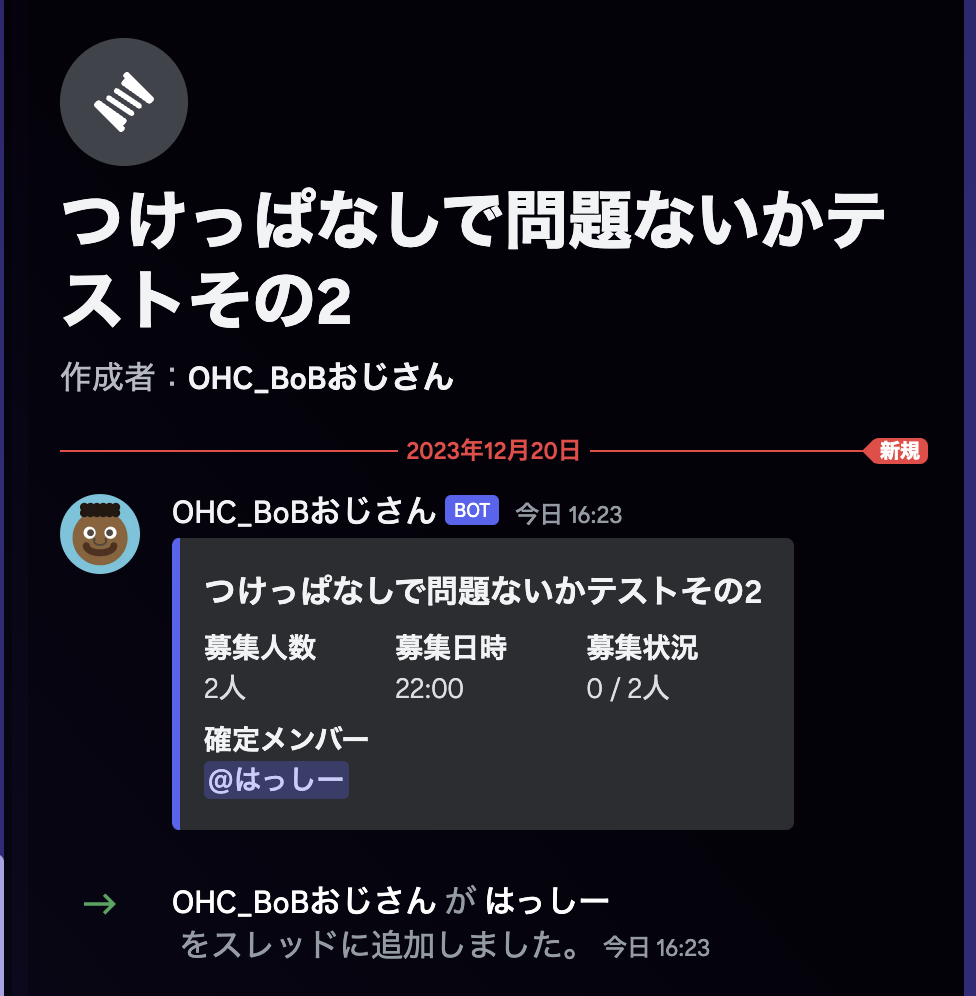 つけっぱなしで問題ないかテ
ストその2
作成者：OHC_BoBおじさん
2023年12月20日
新規
OHC_BoBおじさん BOT 今日 16:23
つけっぱなしで問題ないかテストその2
募集人数 募集日時 募集状況
2人 22:00 0 / 2人
確定メンバー
@はっしー
OHC_BoBおじさん が はっしー
をスレッドに追加しました。 今日 16:23